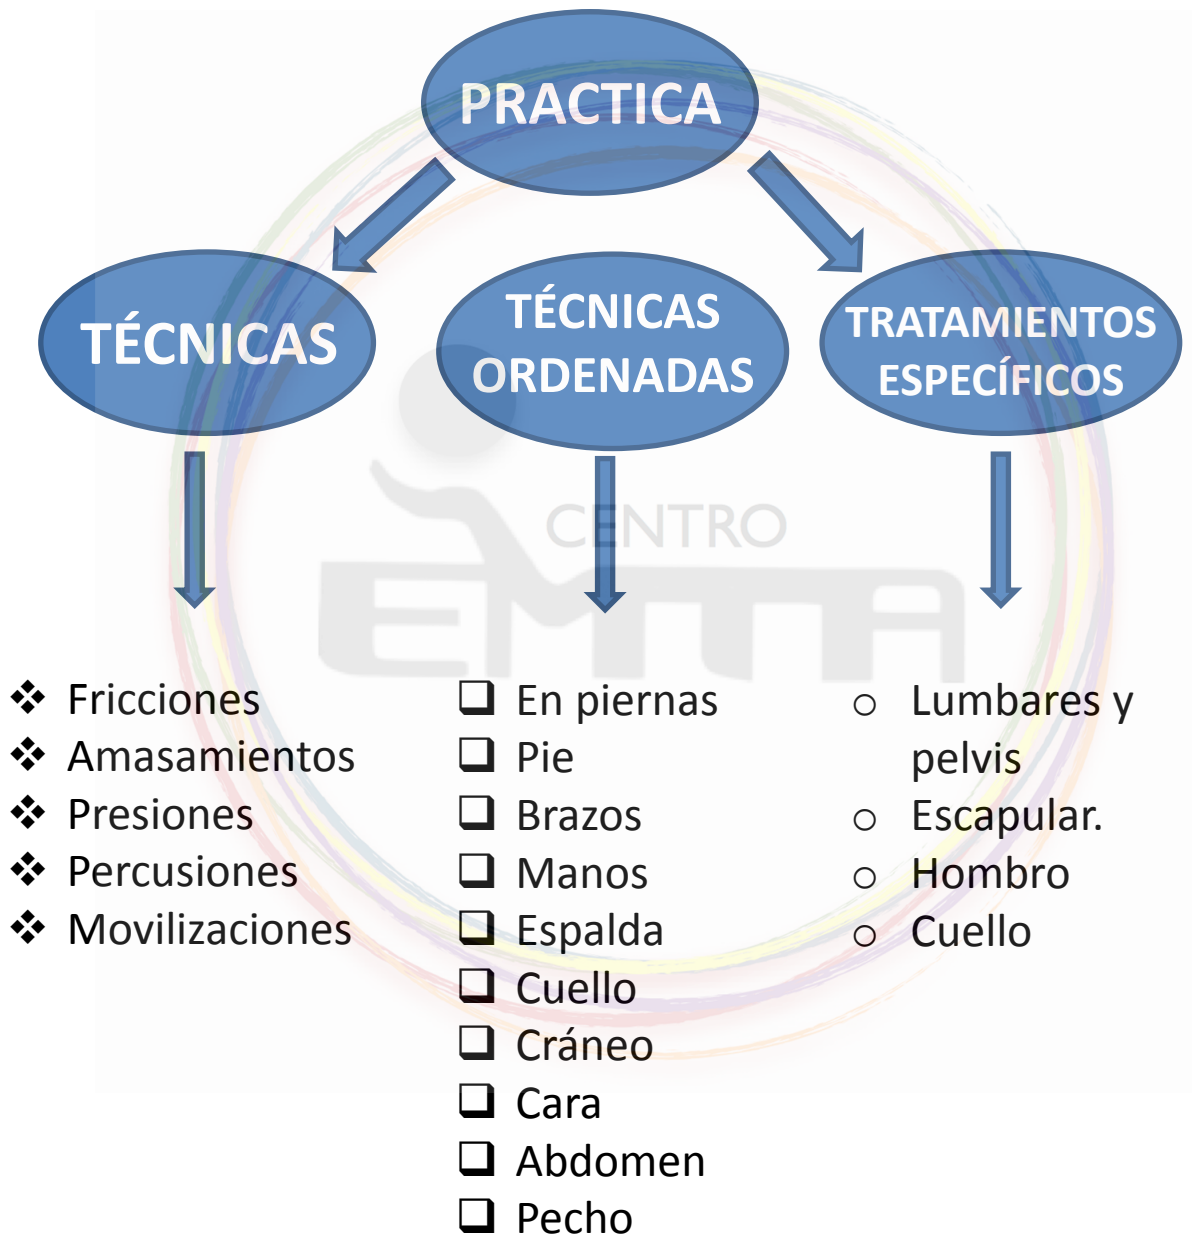 PRACTICA
TÉCNICAS
TÉCNICAS
ORDENADAS
TRATAMIENTOS
ESPECÍFICOS
CENTRO
EMTA
Fricciones
Amasamientos
Presiones
Percusiones
Movilizaciones
En piernas
Pie
Brazos
Manos
Espalda
Cuello
Cráneo
Cara
Abdomen
Pecho
Lumbares y
pelvis
Escapular.
Hombro
Cuello